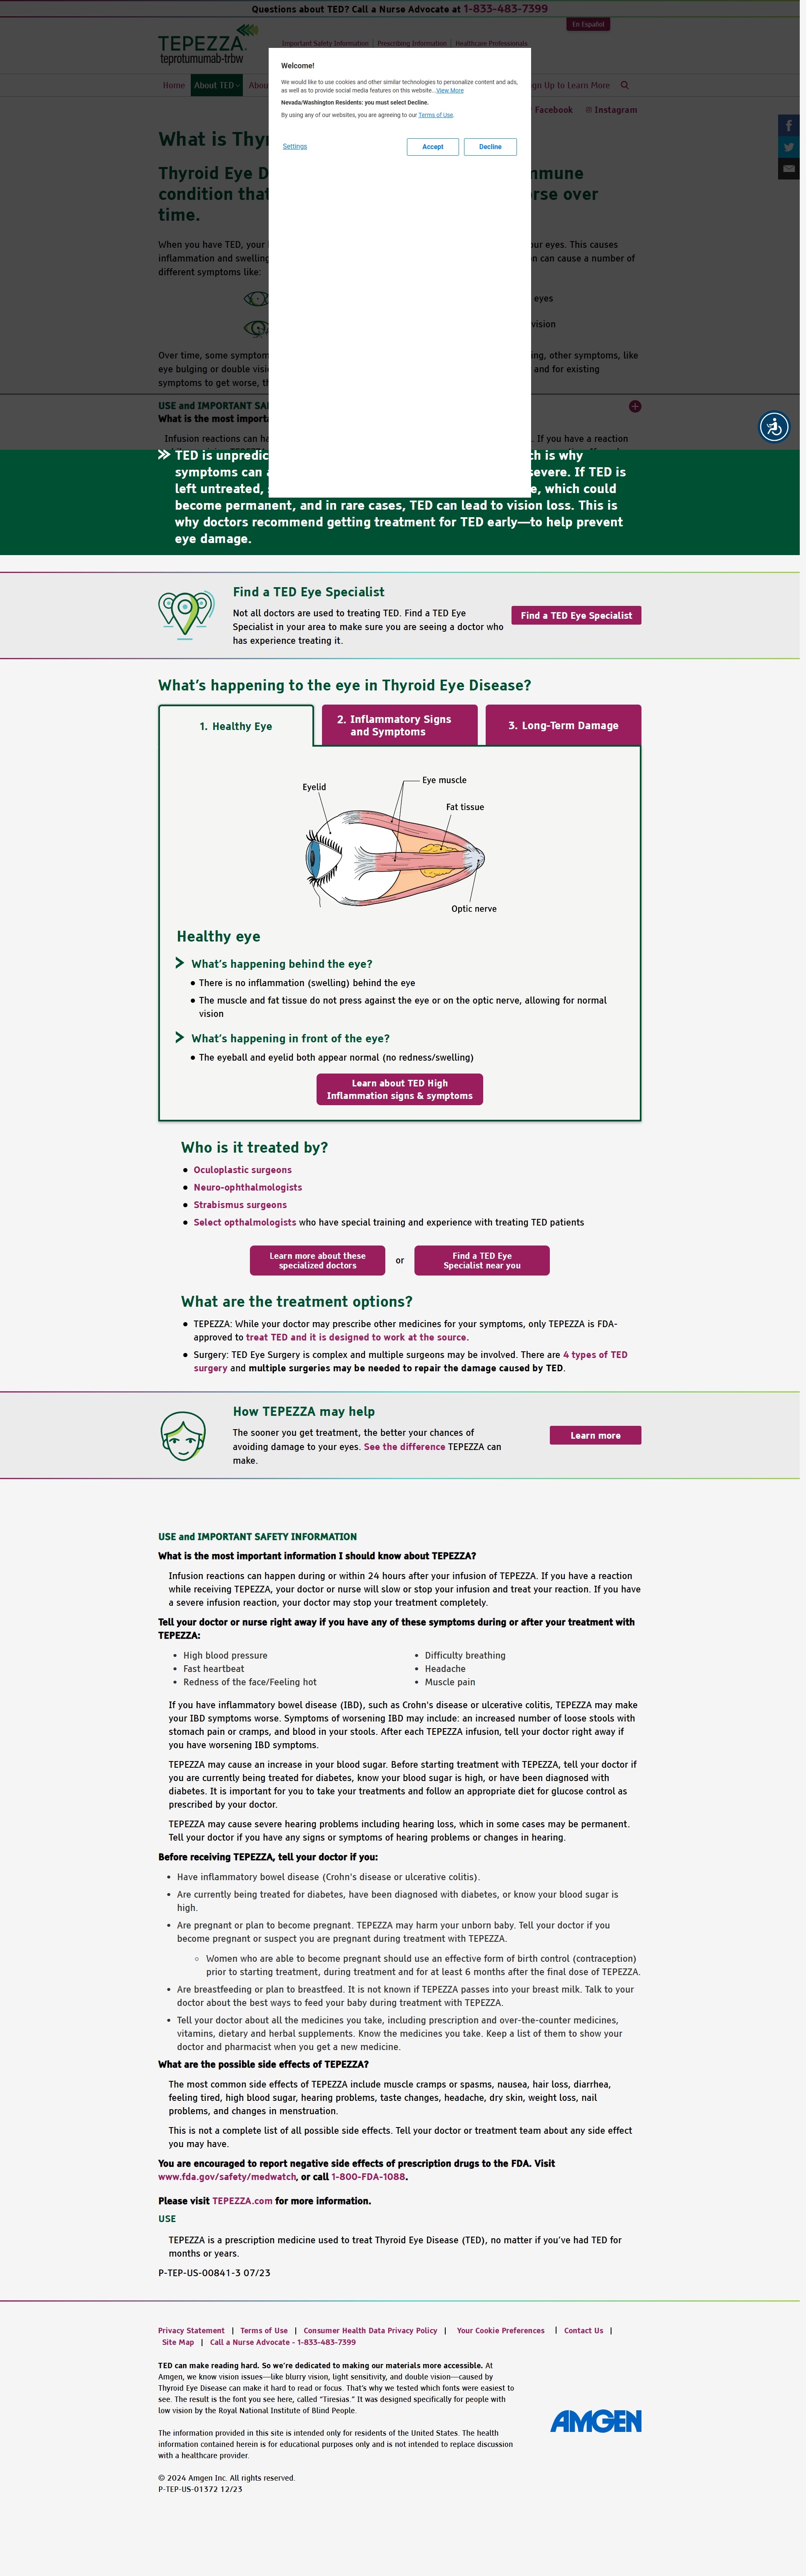 Questions about TED? Call a Nurse Advocate at 1-833-483-7399
En Español
TEPEZZA
teprotumumab-trbw
Important Safety Information | Prescribing Information | Healthcare Professionals
Home About TED Abou
gn Up to Learn More
Facebook Instagram
Welcome!
We would like to use cookies and other similar technologies to personalize content and ads,
as well as to provide social media features on this website...View More
Nevada/Washington Residents: you must select Decline.
By using any of our websites, you are agreeing to our Terms of Use.
Settings
Accept
Decline
What is Thy
Thyroid Eye D mmune
condition that rse over
time.
When you have TED, your our eyes. This causes
inflammation and swelling n can cause a number of
different symptoms like:
eyes
vision
Over time, some symptom ng, other symptoms, like
eye bulging or double visi and for existing
symptoms to get worse, th
USE and IMPORTANT SA
What is the most importa
Infusion reactions can ha . If you have a reaction
TED is unpredic ch is why
symptoms can severe. If TED is
left untreated, e, which could
become permanent, and in rare cases, TED can lead to vision loss. This is
why doctors recommend getting treatment for TED early—to help prevent
eye damage.
Find a TED Eye Specialist
Not all doctors are used to treating TED. Find a TED Eye
Specialist in your area to make sure you are seeing a doctor who
has experience treating it.
Find a TED Eye Specialist
What’s happening to the eye in Thyroid Eye Disease?
1. Healthy Eye
2. Inflammatory Signs
and Symptoms
3. Long-Term Damage
Eye muscle
Eyelid
Fat tissue
Optic nerve
Healthy eye
What’s happening behind the eye?
• There is no inflammation (swelling) behind the eye
• The muscle and fat tissue do not press against the eye or on the optic nerve, allowing for normal
vision
What’s happening in front of the eye?
• The eyeball and eyelid both appear normal (no redness/swelling)
Learn about TED High
Inflammation signs & symptoms
Who is it treated by?
• Oculoplastic surgeons
• Neuro-ophthalmologists
• Strabismus surgeons
• Select opthalmologists who have special training and experience with treating TED patients
Learn more about these
specialized doctors
or
Find a TED Eye
Specialist near you
What are the treatment options?
• TEPEZZA: While your doctor may prescribe other medicines for your symptoms, only TEPEZZA is FDA-
approved to treat TED and it is designed to work at the source.
• Surgery: TED Eye Surgery is complex and multiple surgeons may be involved. There are 4 types of TED
surgery and multiple surgeries may be needed to repair the damage caused by TED.
How TEPEZZA may help
The sooner you get treatment, the better your chances of
avoiding damage to your eyes. See the difference TEPEZZA can
make.
Learn more
USE and IMPORTANT SAFETY INFORMATION
What is the most important information I should know about TEPEZZA?
Infusion reactions can happen during or within 24 hours after your infusion of TEPEZZA. If you have a reaction
while receiving TEPEZZA, your doctor or nurse will slow or stop your infusion and treat your reaction. If you have
a severe infusion reaction, your doctor may stop your treatment completely.
Tell your doctor or nurse right away if you have any of these symptoms during or after your treatment with
TEPEZZA:
• High blood pressure
• Fast heartbeat
• Redness of the face/Feeling hot
• Difficulty breathing
• Headache
• Muscle pain
If you have inflammatory bowel disease (IBD), such as Crohn's disease or ulcerative colitis, TEPEZZA may make
your IBD symptoms worse. Symptoms of worsening IBD may include: an increased number of loose stools with
stomach pain or cramps, and blood in your stools. After each TEPEZZA infusion, tell your doctor right away if
you have worsening IBD symptoms.
TEPEZZA may cause an increase in your blood sugar. Before starting treatment with TEPEZZA, tell your doctor if
you are currently being treated for diabetes, know your blood sugar is high, or have been diagnosed with
diabetes. It is important for you to take your treatments and follow an appropriate diet for glucose control as
prescribed by your doctor.
TEPEZZA may cause severe hearing problems including hearing loss, which in some cases may be permanent.
Tell your doctor if you have any signs or symptoms of hearing problems or changes in hearing.
Before receiving TEPEZZA, tell your doctor if you:
• Have inflammatory bowel disease (Crohn's disease or ulcerative colitis).
• Are currently being treated for diabetes, have been diagnosed with diabetes, or know your blood sugar is
high.
• Are pregnant or plan to become pregnant. TEPEZZA may harm your unborn baby. Tell your doctor if you
become pregnant or suspect you are pregnant during treatment with TEPEZZA.
○ Women who are able to become pregnant should use an effective form of birth control (contraception)
prior to starting treatment, during treatment and for at least 6 months after the final dose of TEPEZZA.
• Are breastfeeding or plan to breastfeed. It is not known if TEPEZZA passes into your breast milk. Talk to your
doctor about the best ways to feed your baby during treatment with TEPEZZA.
• Tell your doctor about all the medicines you take, including prescription and over-the-counter medicines,
vitamins, dietary and herbal supplements. Know the medicines you take. Keep a list of them to show your
doctor and pharmacist when you get a new medicine.
What are the possible side effects of TEPEZZA?
The most common side effects of TEPEZZA include muscle cramps or spasms, nausea, hair loss, diarrhea,
feeling tired, high blood sugar, hearing problems, taste changes, headache, dry skin, weight loss, nail
problems, and changes in menstruation.
This is not a complete list of all possible side effects. Tell your doctor or treatment team about any side effect
you may have.
You are encouraged to report negative side effects of prescription drugs to the FDA. Visit
www.fda.gov/safety/medwatch, or call 1-800-FDA-1088.
Please visit TEPEZZA.com for more information.
USE
TEPEZZA is a prescription medicine used to treat Thyroid Eye Disease (TED), no matter if you’ve had TED for
months or years.
P-TEP-US-00841-3 07/23
Privacy Statement | Terms of Use | Consumer Health Data Privacy Policy | Your Cookie Preferences | Contact Us |
Site Map | Call a Nurse Advocate - 1-833-483-7399
TED can make reading hard. So we’re dedicated to making our materials more accessible. At
Amgen, we know vision issues—like blurry vision, light sensitivity, and double vision—caused by
Thyroid Eye Disease can make it hard to read or focus. That’s why we tested which fonts were easiest to
see. The result is the font you see here, called “Tiresias.” It was designed specifically for people with
low vision by the Royal National Institute of Blind People.
AMGEN
The information provided in this site is intended only for residents of the United States. The health
information contained herein is for educational purposes only and is not intended to replace discussion
with a healthcare provider.
© 2024 Amgen Inc. All rights reserved.
P-TEP-US-01372 12/23